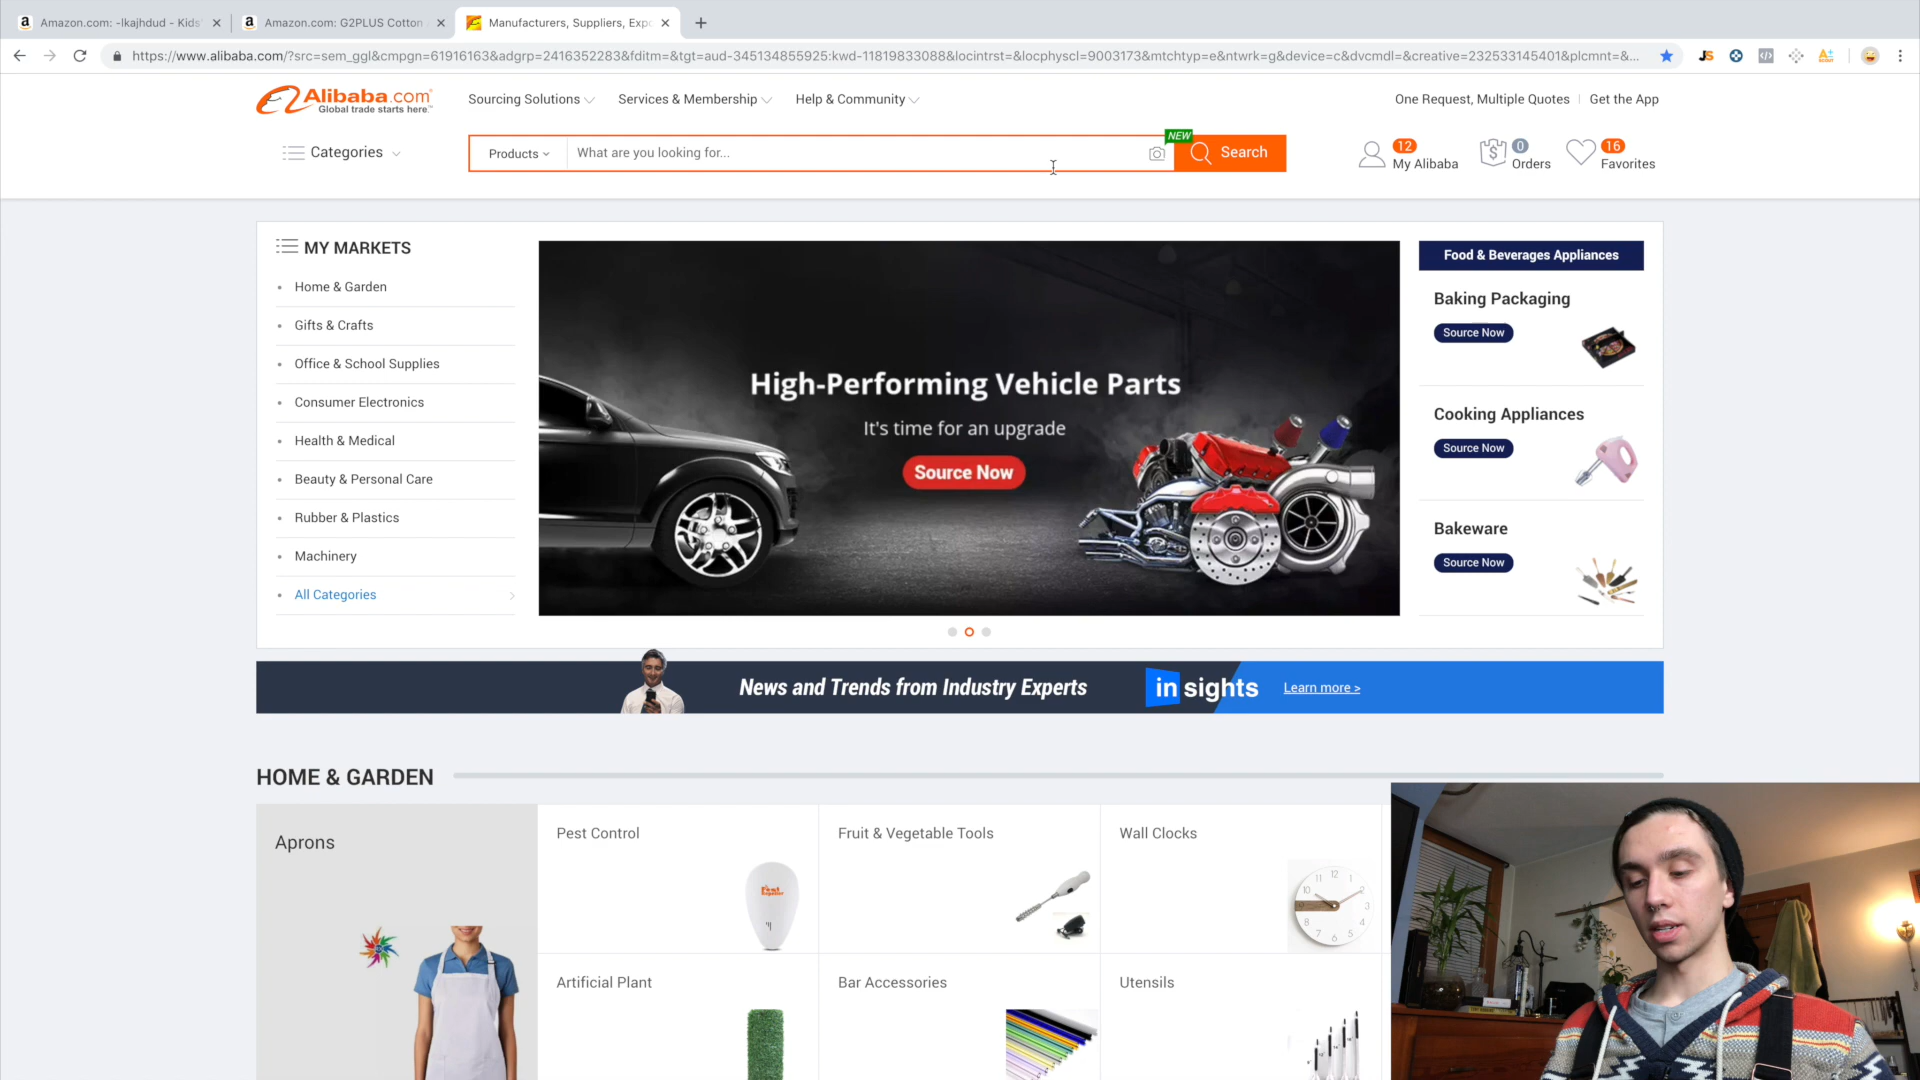 Amazon.com: -lkajhdud - Kids'
Amazon.com: G2PLUS Cotton
Manufacturers, Suppliers, Expo
https://www.alibaba.com/?src=sem_ggl&cmpgn=61916163&adgrp=2416352283&fditm=&tgt=aud-345134855925:kwd-11819833088&locintrst=&locphyscl=9003173&mtchtyp=e&ntwrk=g&device=c&dvcmdl=&creative=232533145401&plcmnt=&...
Alibaba.com
Global trade starts here.™
Sourcing Solutions
Services & Membership
Help & Community
One Request, Multiple Quotes
Get the App
Categories
Products
What are you looking for...
NEW
Search
12
My Alibaba
0
Orders
16
Favorites
MY MARKETS
Home & Garden
Gifts & Crafts
Office & School Supplies
Consumer Electronics
Health & Medical
Beauty & Personal Care
Rubber & Plastics
Machinery
All Categories
High-Performing Vehicle Parts
It's time for an upgrade
Source Now
Food & Beverages Appliances
Baking Packaging
Source Now
Cooking Appliances
Source Now
Bakeware
Source Now
News and Trends from Industry Experts
in sights
Learn more >
HOME & GARDEN
Aprons
Pest Control
Fruit & Vegetable Tools
Wall Clocks
Artificial Plant
Bar Accessories
Utensils